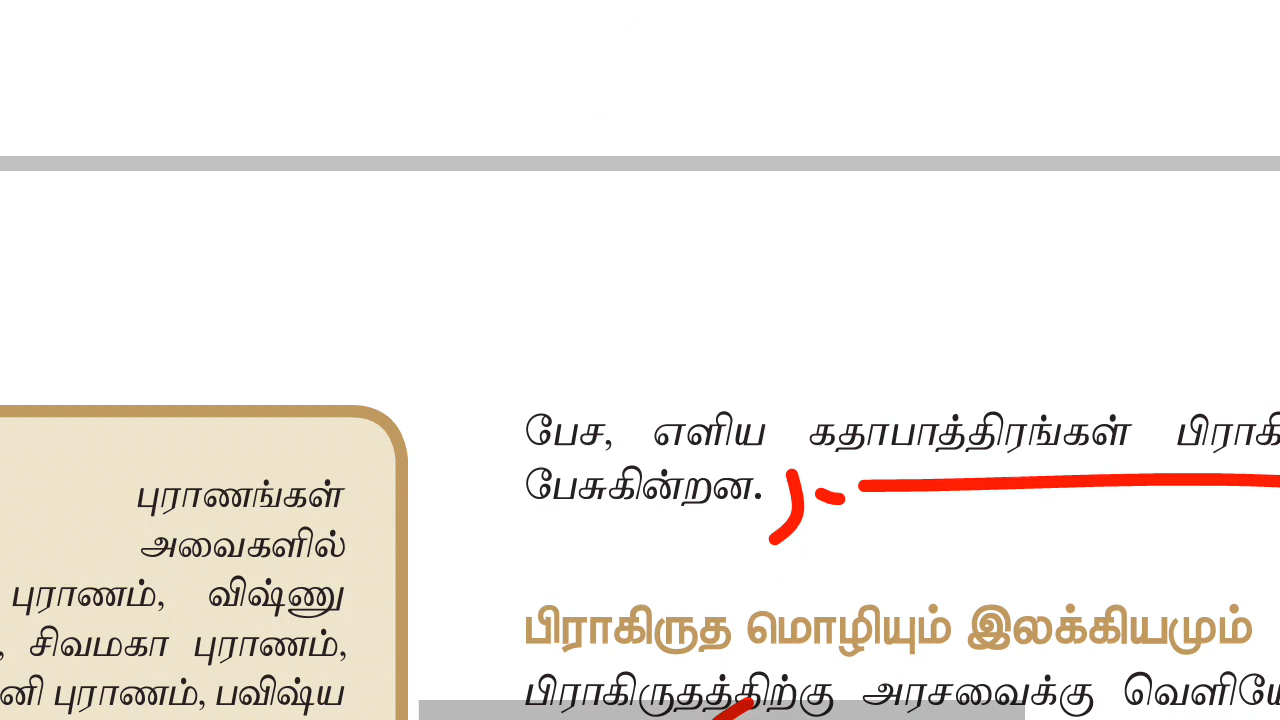 புராணங்கள்
அவைகளில்
புராணம், விஷ்ணு
, சிவமகா புராணம்,
னி புராணம், பவிஷ்ய
பேச, எளிய கதாபாத்திரங்கள்
பேசுகின்றன.
பிராகிருத மொழியும் இலக்கியமும்
பிராகிருதத்திற்கு அரசவைக்கு